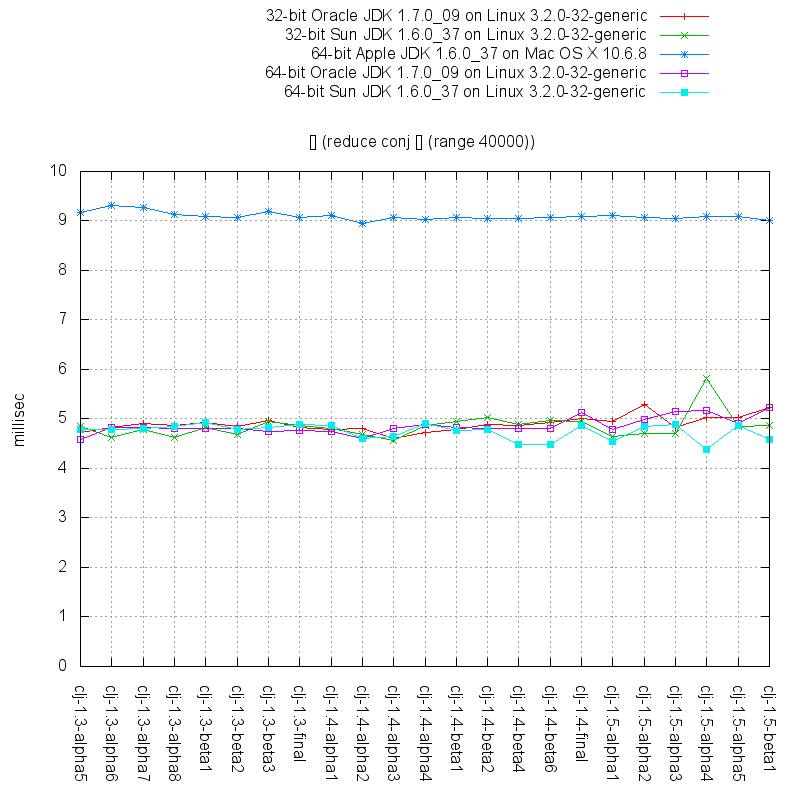 32-bit Oracle JDK 1.7.0_09 on Linux 3.2.0-32-generic
32-bit Sun JDK 1.6.0_37 on Linux 3.2.0-32-generic
64-bit Apple JDK 1.6.0_37 on Mac OS X 10.6.8
64-bit Oracle JDK 1.7.0_09 on Linux 3.2.0-32-generic
64-bit Sun JDK 1.6.0_37 on Linux 3.2.0-32-generic
[] (reduce conj [] (range 40000))
millisec
10
9
8
7
6
5
4
3
2
1
0
clj-1.3-alpha5
clj-1.3-alpha6
clj-1.3-alpha7
clj-1.3-alpha8
clj-1.3-beta1
clj-1.3-beta2
clj-1.3-beta3
clj-1.3-final
clj-1.4-alpha1
clj-1.4-alpha2
clj-1.4-alpha3
clj-1.4-alpha4
clj-1.4-beta1
clj-1.4-beta2
clj-1.4-beta4
clj-1.4-beta6
clj-1.4-final
clj-1.5-alpha1
clj-1.5-alpha2
clj-1.5-alpha3
clj-1.5-alpha4
clj-1.5-alpha5
clj-1.5-beta1